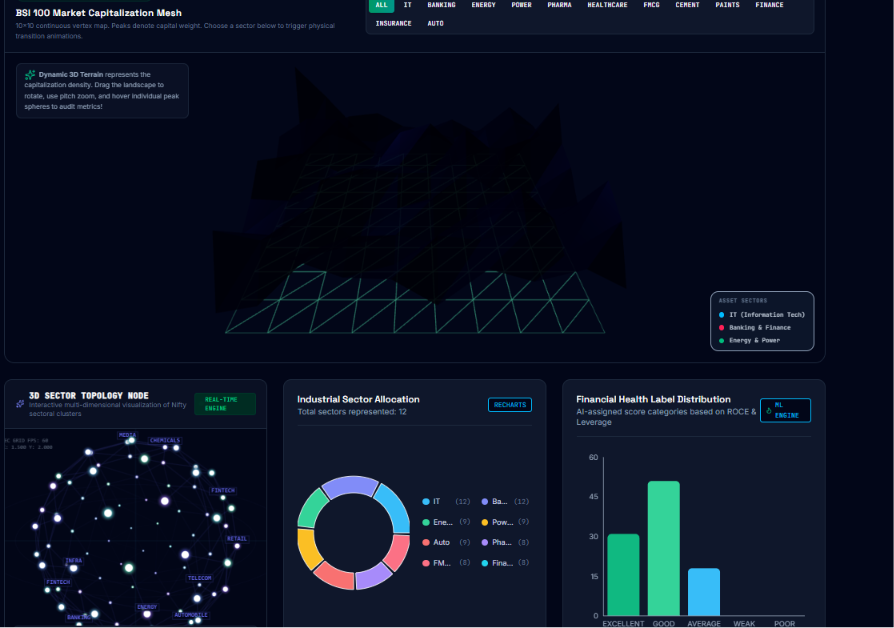 BSI 100 Market Capitalization Mesh
10×10 continuous vertex map. Peaks denote capital weight. Choose a sector below to trigger physical
transition animations.
ALL IT BANKING ENERGY POWER PHARMA HEALTHCARE FMCG CEMENT PAINTS FINANCE
INSURANCE AUTO
Dynamic 3D Terrain represents the
capitalization density. Drag the landscape to
rotate, use pitch zoom, and hover individual peak
spheres to audit metrics!
ASSET SECTORS
IT (Information Tech)
Banking & Finance
Energy & Power
3D SECTOR TOPOLOGY NODE
Interactive multi-dimensional visualization of Nifty
sectoral clusters
REAL-TIME
ENGINE
GRID FPS: 60
MEDIA
CHEMICALS
FINTECH
RETAIL
INFRA
TELECOM
FINTECH
ENERGY
BANKING
AUTOMOBILE
Industrial Sector Allocation
Total sectors represented: 12
RECHARTS
IT (12) Ba... (12)
Ene... (9) Pow... (9)
Auto (9) Pha... (8)
FM... (8) Fina... (8)
Financial Health Label Distribution
AI-assigned score categories based on ROCE &
Leverage
ML
ENGINE
60
45
30
15
0
EXCELLENT GOOD AVERAGE WEAK POOR